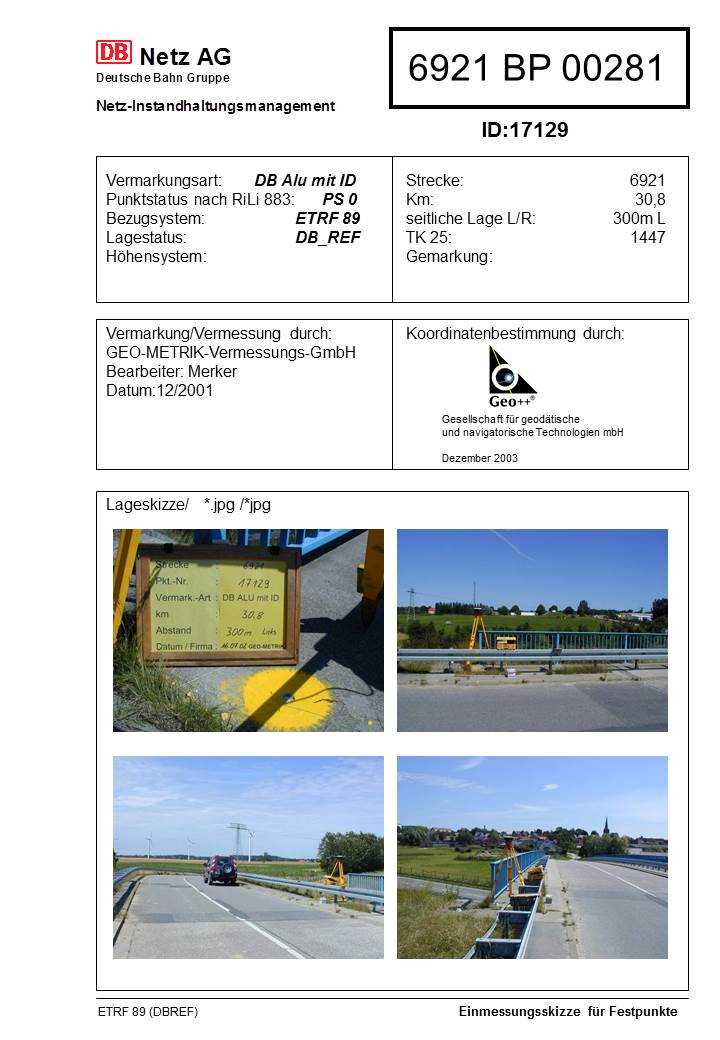 DB Netz AG
Deutsche Bahn Gruppe
Netz-Instandhaltungsmanagement
6921 BP 00281
ID:17129
Vermarkungsart: DB Alu mit ID
Punktstatus nach RiLi 883: PS 0
Bezugsystem: ETRF 89
Lagestatus: DB_REF
Höhensystem:
Strecke: 6921
Km: 30,8
seitliche Lage L/R: 300m L
TK 25: 1447
Gemarkung:
Vermarkung/Vermessung durch:
GEO-METRIK-Vermessungs-GmbH
Bearbeiter: Merker
Datum:12/2001
Koordinatenbestimmung durch:
Geo++®
Gesellschaft für geodätische
und navigatorische Technologien mbH
Dezember 2003
Lageskizze/ *.jpg /*jpg
Strecke : 6921
Pkt.-Nr. : 17129
Vermark.-Art : DB ALU mit ID
km : 30.8
Abstand : 300m Links
Datum / Firma : 16.07.02 GEO-METRIK
ETRF 89 (DBREF)
Einmessungsskizze für Festpunkte